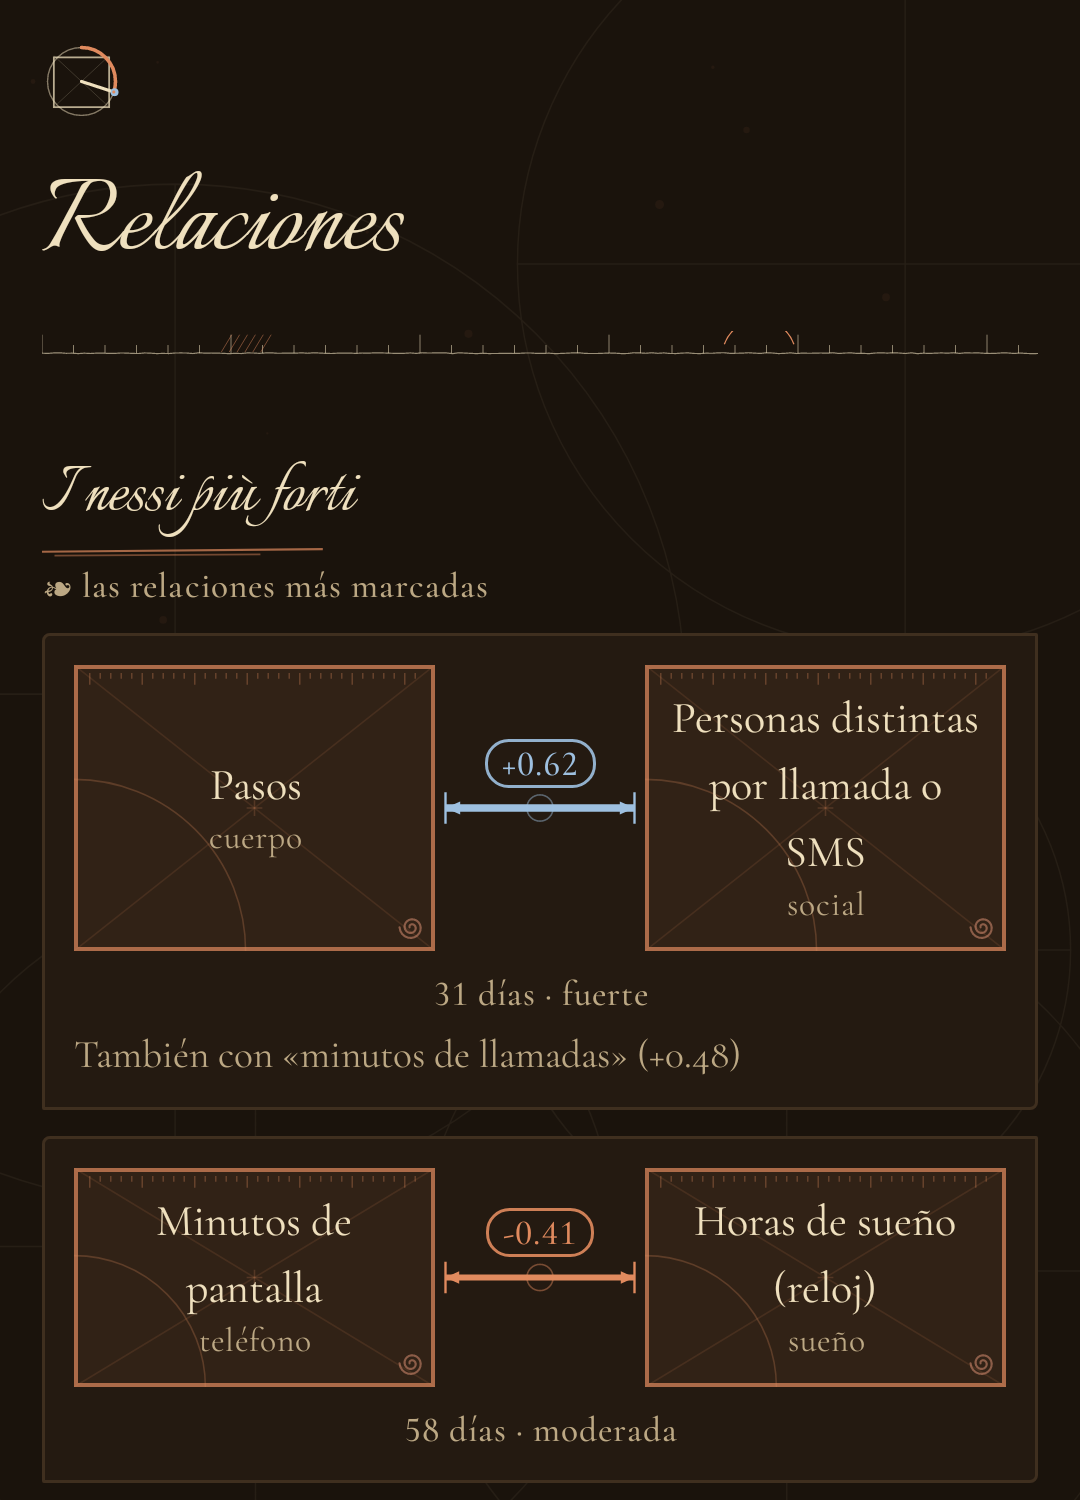 Relaciones
I nessi più forti
❧ las relaciones más marcadas
Pasos
cuerpo
+0.62
Personas distintas
por llamada o
SMS
social
31 días · fuerte
También con «minutos de llamadas» (+0.48)
Minutos de
pantalla
teléfono
-0.41
Horas de sueño
(reloj)
sueño
58 días · moderada